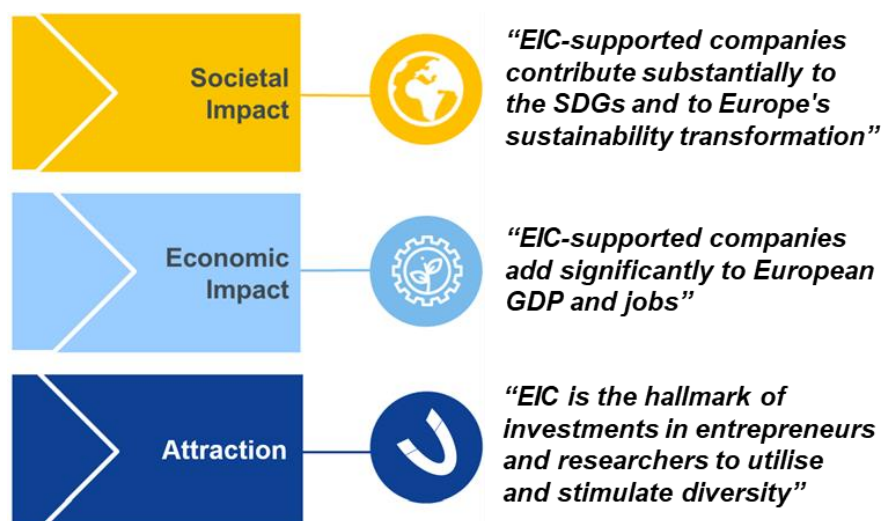 Societal
Impact
“EIC-supported companies
contribute substantially to
the SDGs and to Europe's
sustainability transformation”
Economic
Impact
“EIC-supported companies
add significantly to European
GDP and jobs”
Attraction
“EIC is the hallmark of
investments in entrepreneurs
and researchers to utilise
and stimulate diversity”